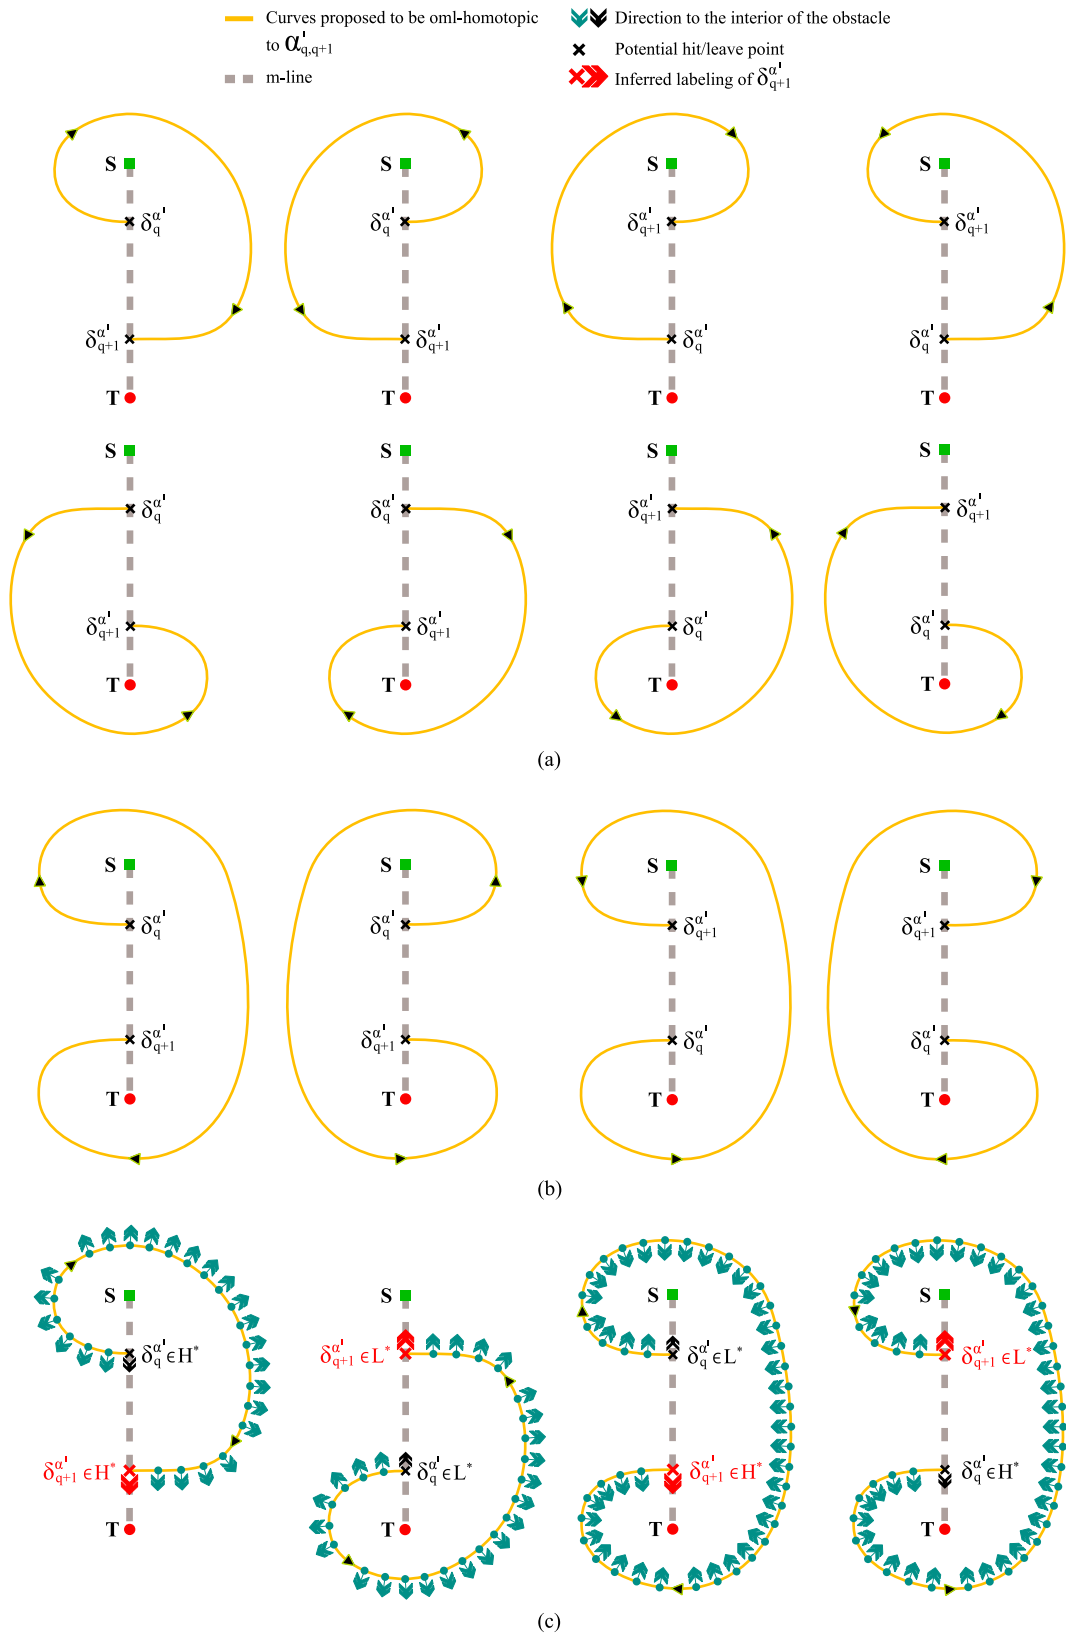 Curves proposed to be oml-homotopic
to α'q,q+1
m-line
Direction to the interior of the obstacle
Potential hit/leave point
Inferred labeling of δα'q+1
S S S S
δα'q δα'q δα'q+1 δα'q+1
δα'q+1 δα'q+1 δα'q δα'q
T T T T
S S S S
δα'q δα'q δα'q+1 δα'q+1
δα'q+1 δα'q+1 δα'q δα'q
T T T T
(a)
S S S S
δα'q δα'q δα'q+1 δα'q+1
δα'q+1 δα'q+1 δα'q δα'q
T T T T
(b)
S S S S
δα'q ∈H* δα'q+1 ∈L* δα'q ∈L* δα'q+1 ∈L*
δα'q+1 ∈H* δα'q ∈L* δα'q+1 ∈H* δα'q ∈H*
T T T T
(c)